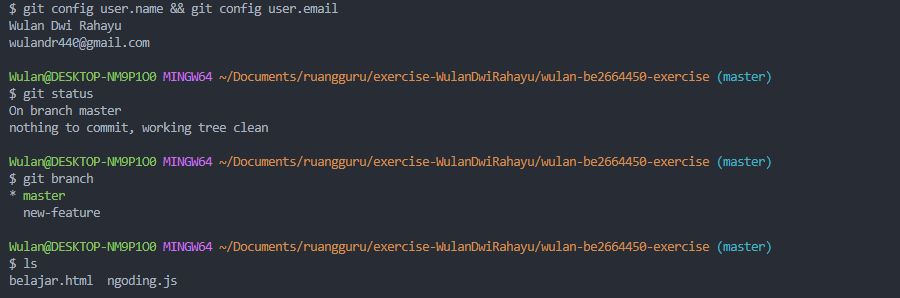 $ git config user.name && git config user.email
Wulan Dwi Rahayu
wulandr440@gmail.com
Wulan@DESKTOP-NM9P1O0 MINGW64 ~/Documents/ruangguru/exercise-WulanDwiRahayu/wulan-be2664450-exercise (master)
$ git status
On branch master
nothing to commit, working tree clean
Wulan@DESKTOP-NM9P1O0 MINGW64 ~/Documents/ruangguru/exercise-WulanDwiRahayu/wulan-be2664450-exercise (master)
$ git branch
* master
new-feature
Wulan@DESKTOP-NM9P1O0 MINGW64 ~/Documents/ruangguru/exercise-WulanDwiRahayu/wulan-be2664450-exercise (master)
$ ls
belajar.html  ngoding.js